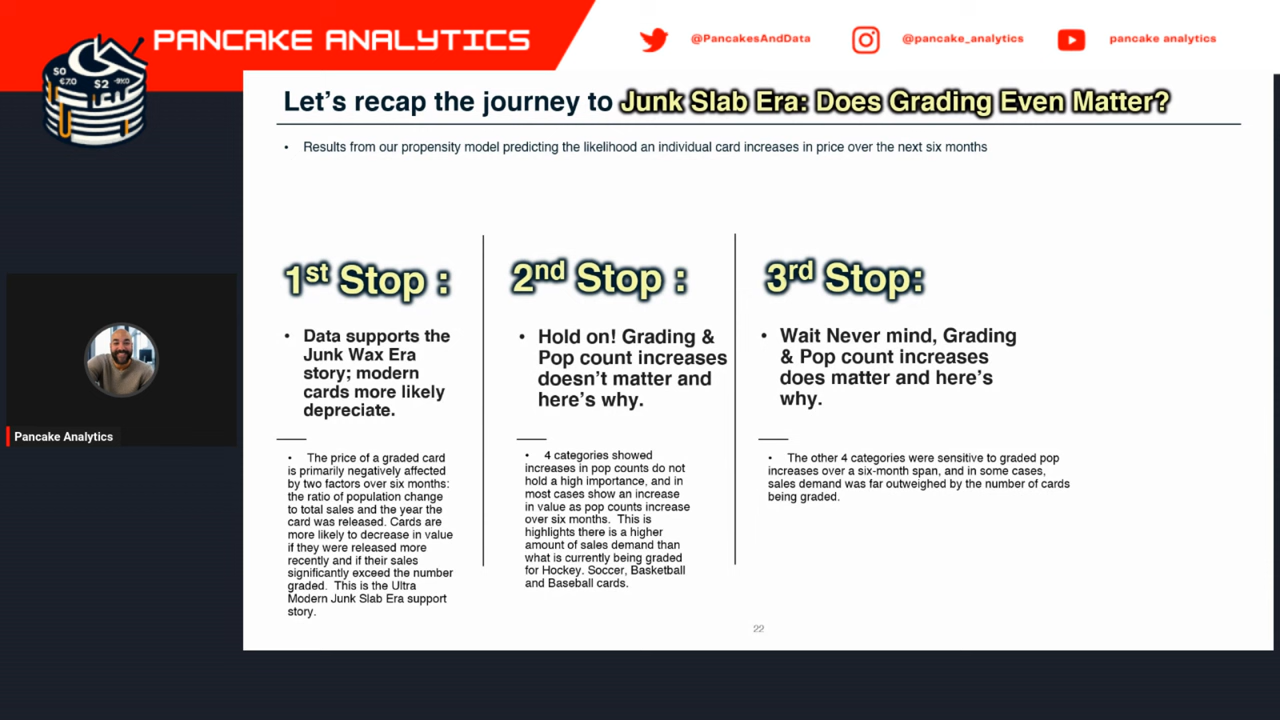 PANCAKE ANALYTICS
@PancakesAndData
@pancake_analytics
pancake analytics
$0
€7.0
$2
Let's recap the journey to Junk Slab Era: Does Grading Even Matter?
• Results from our propensity model predicting the likelihood an individual card increases in price over the next six months
1st Stop :
• Data supports the
Junk Wax Era
story; modern
cards more likely
depreciate.
• The price of a graded card
is primarily negatively affected
by two factors over six months:
the ratio of population change
to total sales and the year the
card was released. Cards are
more likely to decrease in value
if they were released more
recently and if their sales
significantly exceed the number
graded. This is the Ultra
Modern Junk Slab Era support
story.
2nd Stop :
• Hold on! Grading &
Pop count increases
doesn't matter and
here's why.
• 4 categories showed
increases in pop counts do not
hold a high importance, and in
most cases show an increase
in value as pop counts increase
over six months. This is
highlights there is a higher
amount of sales demand than
what is currently being graded
for Hockey. Soccer, Basketball
and Baseball cards.
3rd Stop:
• Wait Never mind, Grading
& Pop count increases
does matter and here's
why.
• The other 4 categories were sensitive to graded pop
increases over a six-month span, and in some cases,
sales demand was far outweighed by the number of cards
being graded.
22
Pancake Analytics